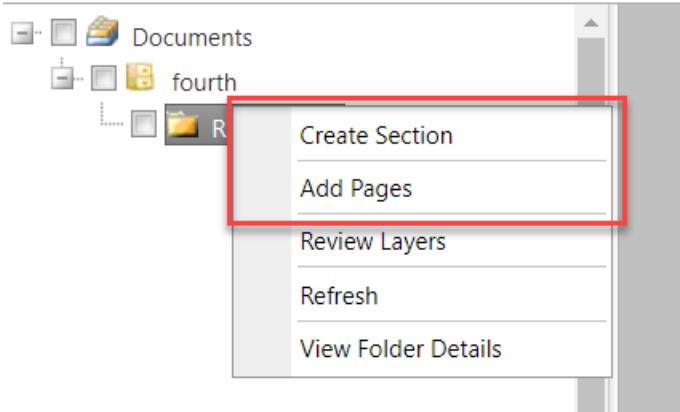 Documents
fourth
R
Create Section
Add Pages
Review Layers
Refresh
View Folder Details